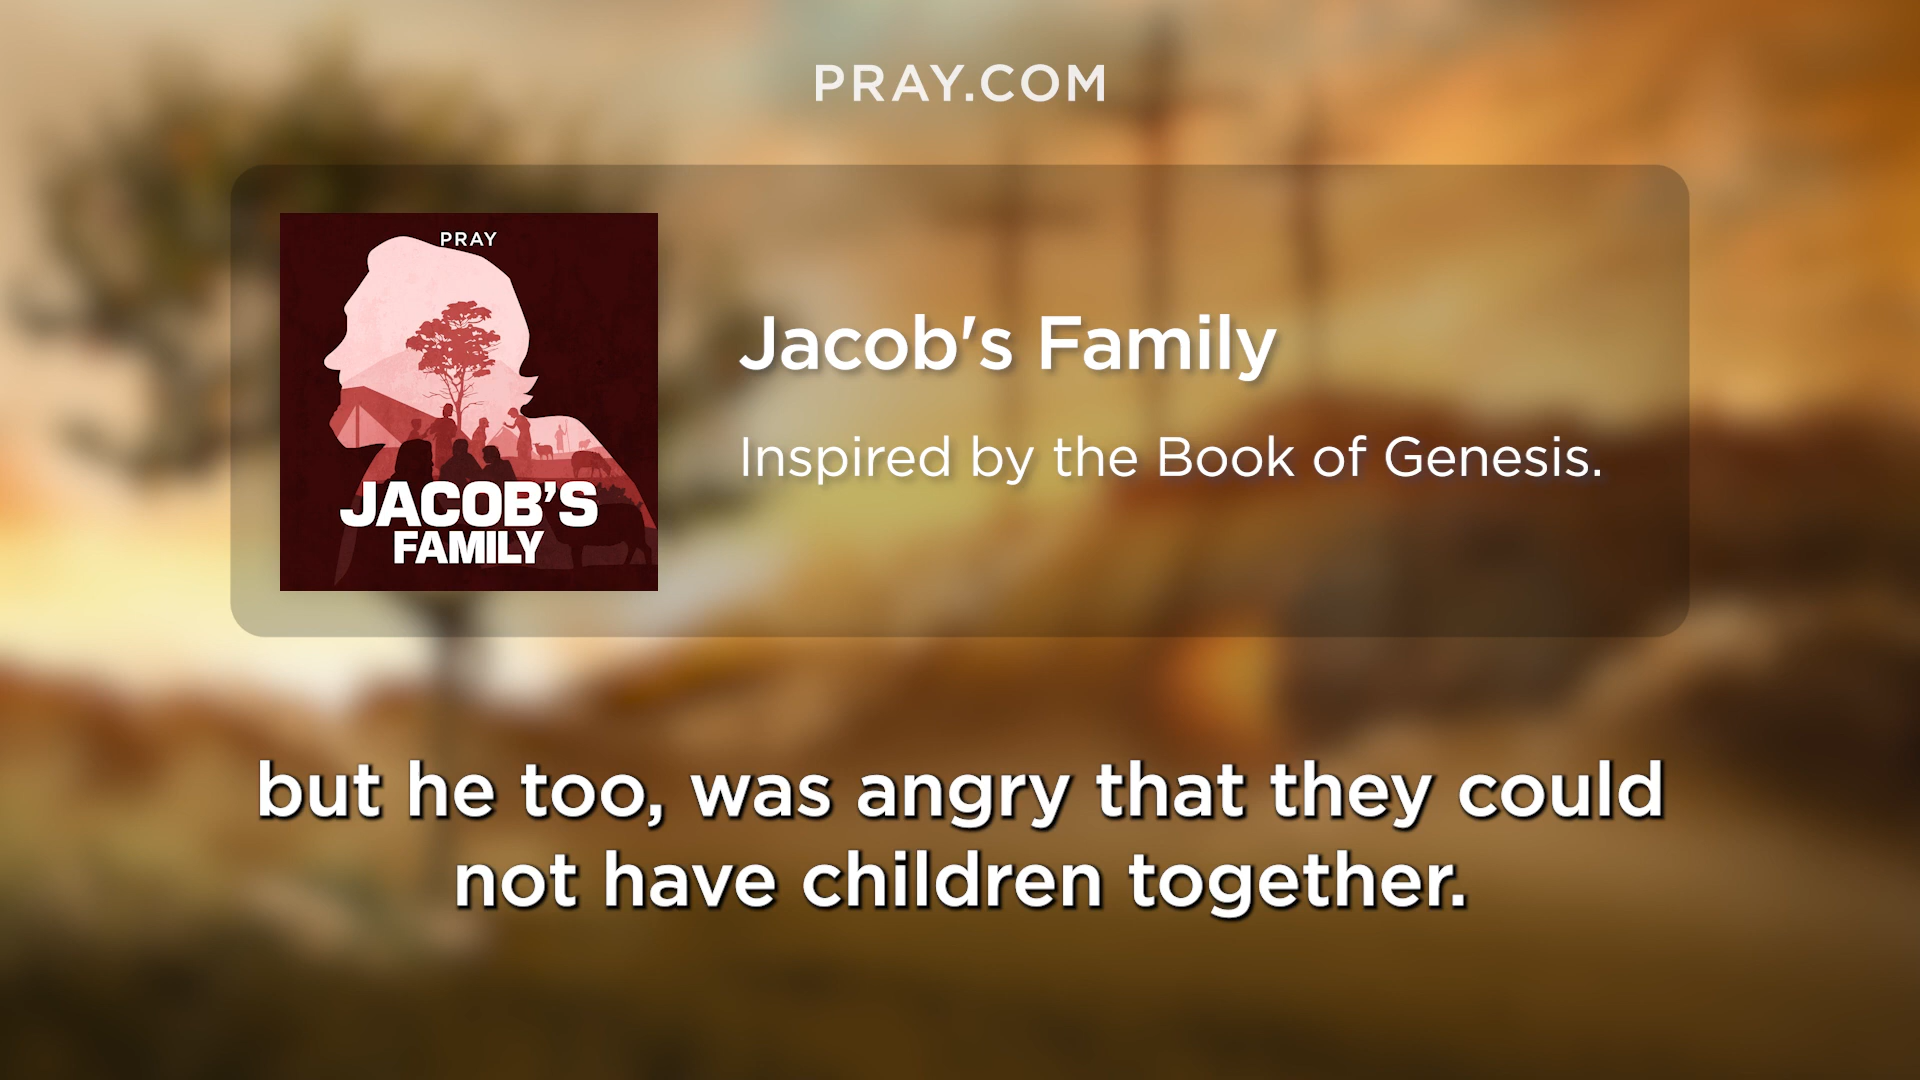 PRAY.COM
PRAY
JACOB'S
FAMILY
Jacob's Family
Inspired by the Book of Genesis.
but he too, was angry that they could
not have children together.